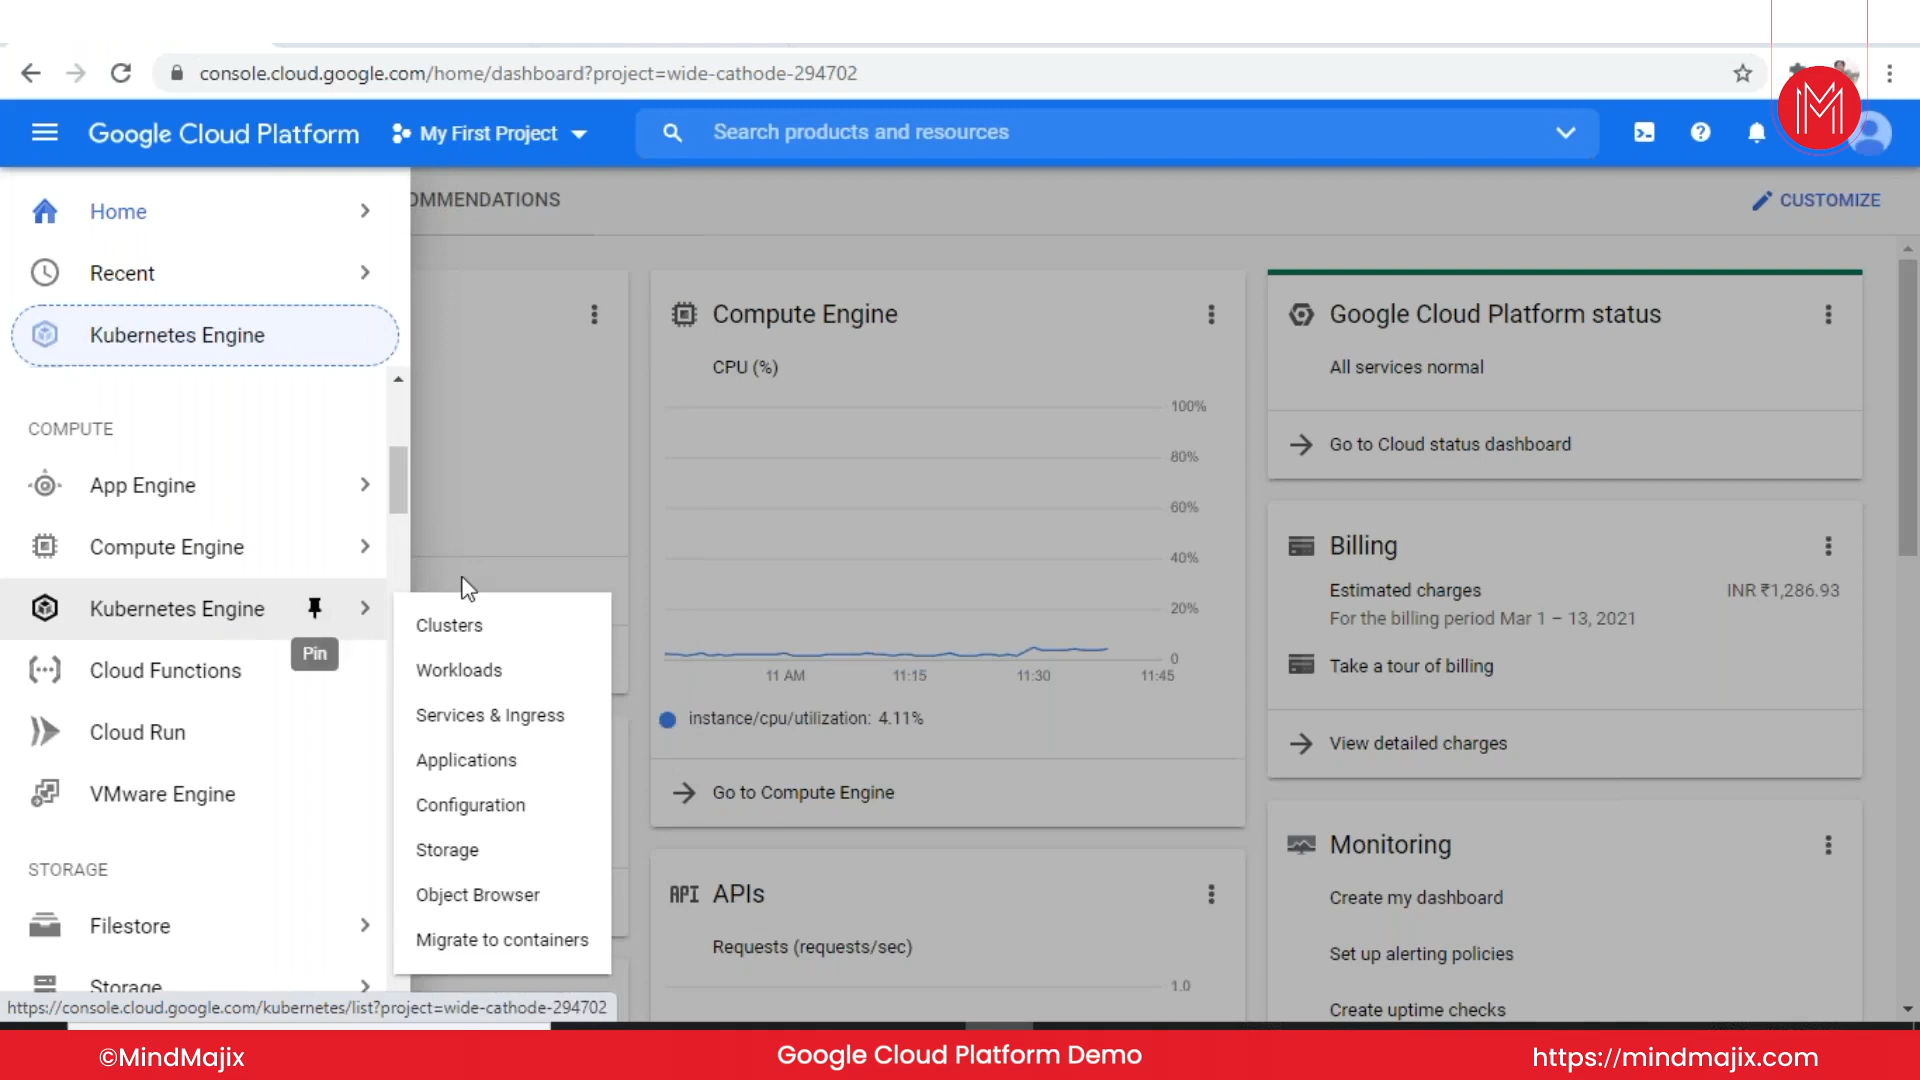 console.cloud.google.com/home/dashboard?project=wide-cathode-294702
Google Cloud Platform
My First Project
Search products and resources
Home
Recent
Kubernetes Engine
COMPUTE
App Engine
Compute Engine
Kubernetes Engine
Pin
Cloud Functions
Cloud Run
VMware Engine
STORAGE
Filestore
Storage
https://console.cloud.google.com/kubernetes/list?project=wide-cathode-294702
Clusters
Workloads
Services & Ingress
Applications
Configuration
Storage
Object Browser
Migrate to containers
OMMENDATIONS
CUSTOMIZE
Compute Engine
CPU (%)
100%
80%
60%
40%
20%
0
11 AM 11:15 11:30 11:45
instance/cpu/utilization: 4.11%
Go to Compute Engine
API APIs
Requests (requests/sec)
1.0
Google Cloud Platform status
All services normal
Go to Cloud status dashboard
Billing
Estimated charges INR ₹1,286.93
For the billing period Mar 1 – 13, 2021
Take a tour of billing
View detailed charges
Monitoring
Create my dashboard
Set up alerting policies
Create uptime checks
©MindMajix
Google Cloud Platform Demo
https://mindmajix.com